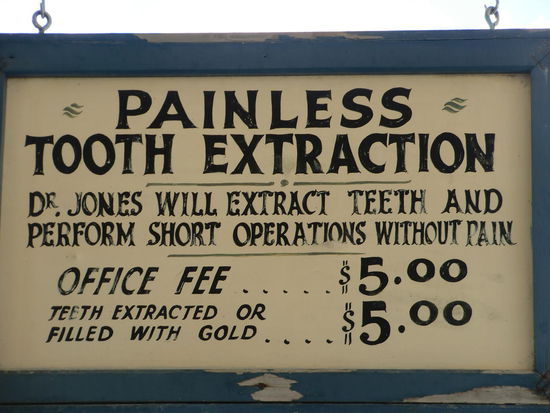 PAINLESS
TOOTH EXTRACTION
DR. JONES WILL EXTRACT TEETH AND
PERFORM SHORT OPERATIONS WITHOUT PAIN
OFFICE FEE ..... $5.00
TEETH EXTRACTED OR
FILLED WITH GOLD .... $5.00